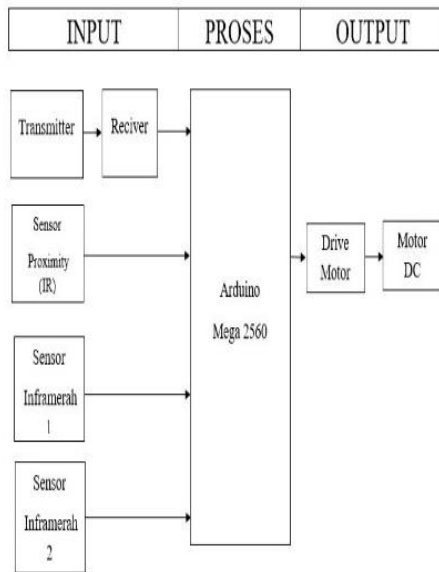 INPUT
PROSES
OUTPUT
Transmitter
Reciver
Sensor
Proximity
(IR)
Sensor
Inframerah
1
Sensor
Inframerah
2
Arduino
Mega 2560
Drive
Motor
Motor
DC